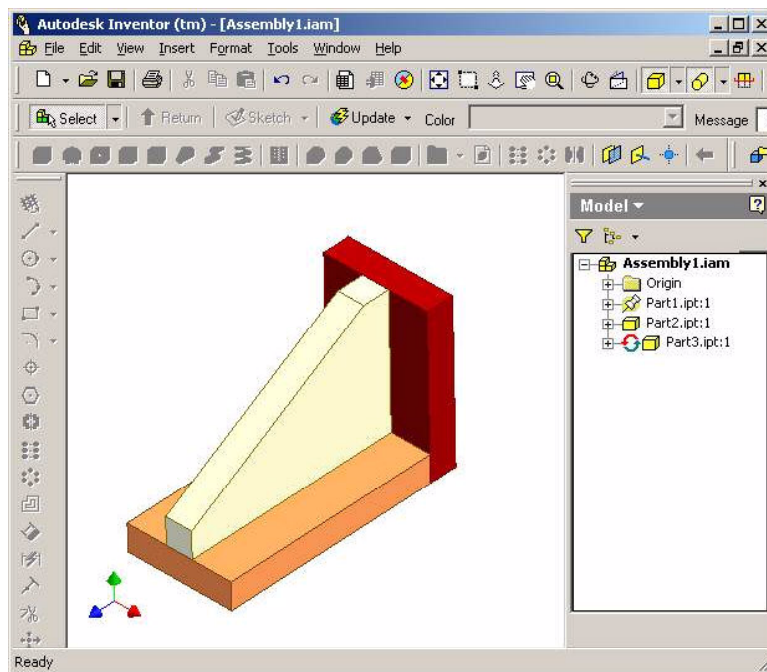 Autodesk Inventor (tm) - [Assembly1.iam]
File Edit View Insert Format Tools Window Help
Select Return Sketch Update Color Message
Model
Assembly1.iam
Origin
Part1.ipt:1
Part2.ipt:1
Part3.ipt:1
Ready